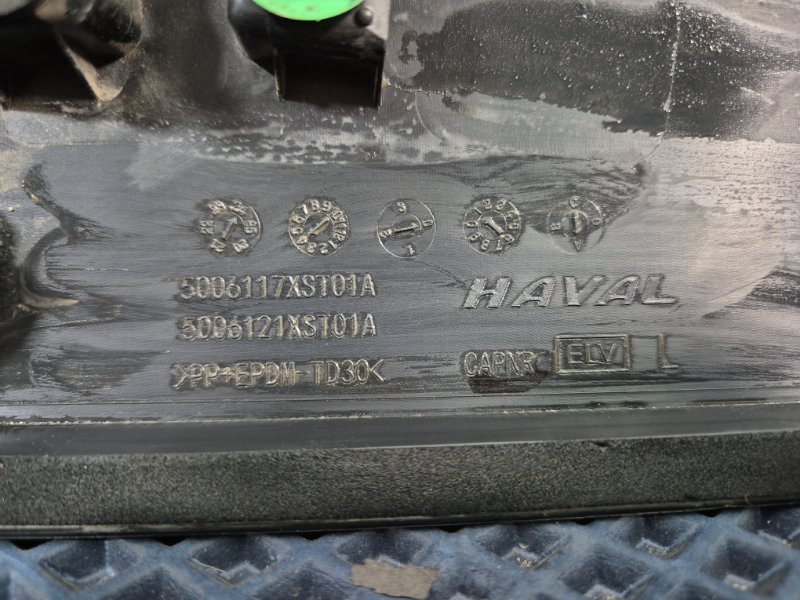 5006117XST01A
HAVAL
5006121XST01A
>PP+EPDM-TD30<
CAPNR ELV L